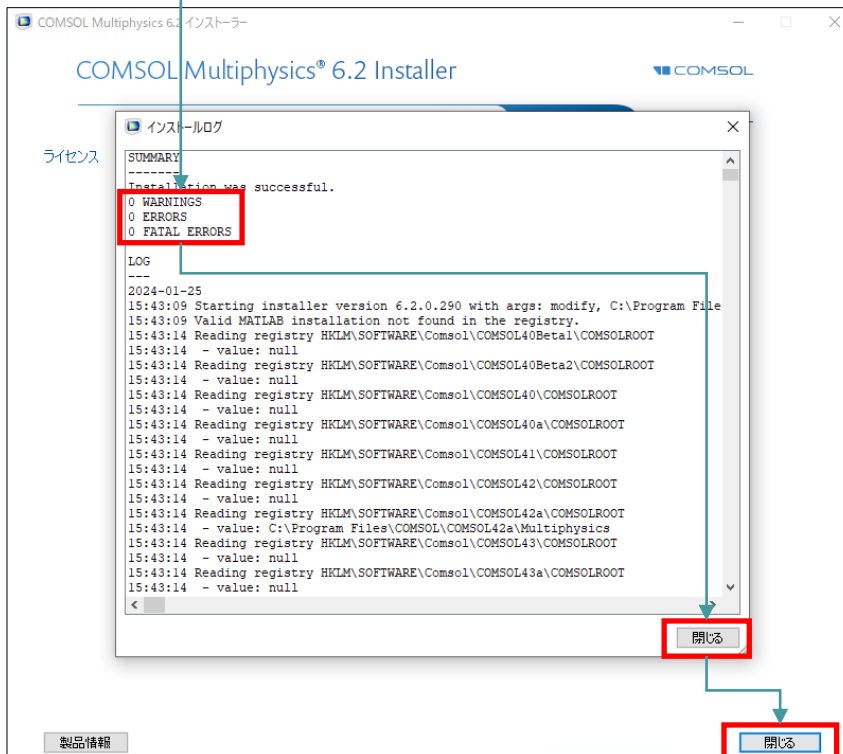 COMSOL Multiphysics 6.2 インストーラー
COMSOL Multiphysics® 6.2 Installer
COMSOL
インストールログ
ライセンス
SUMMARY
-------
Installation was successful.
0 WARNINGS
0 ERRORS
0 FATAL ERRORS
LOG
---
2024-01-25
15:43:09 Starting installer version 6.2.0.290 with args: modify, C:\Program File
15:43:09 Valid MATLAB installation not found in the registry.
15:43:14 Reading registry HKLM\SOFTWARE\Comsol\COMSOL40Beta1\COMSOLROOT
15:43:14  - value: null
15:43:14 Reading registry HKLM\SOFTWARE\Comsol\COMSOL40Beta2\COMSOLROOT
15:43:14  - value: null
15:43:14 Reading registry HKLM\SOFTWARE\Comsol\COMSOL40\COMSOLROOT
15:43:14  - value: null
15:43:14 Reading registry HKLM\SOFTWARE\Comsol\COMSOL40a\COMSOLROOT
15:43:14  - value: null
15:43:14 Reading registry HKLM\SOFTWARE\Comsol\COMSOL41\COMSOLROOT
15:43:14  - value: null
15:43:14 Reading registry HKLM\SOFTWARE\Comsol\COMSOL42\COMSOLROOT
15:43:14  - value: null
15:43:14 Reading registry HKLM\SOFTWARE\Comsol\COMSOL42a\COMSOLROOT
15:43:14  - value: C:\Program Files\COMSOL\COMSOL42a\Multiphysics
15:43:14 Reading registry HKLM\SOFTWARE\Comsol\COMSOL43\COMSOLROOT
15:43:14  - value: null
15:43:14 Reading registry HKLM\SOFTWARE\Comsol\COMSOL43a\COMSOLROOT
15:43:14  - value: null
閉じる
製品情報
閉じる